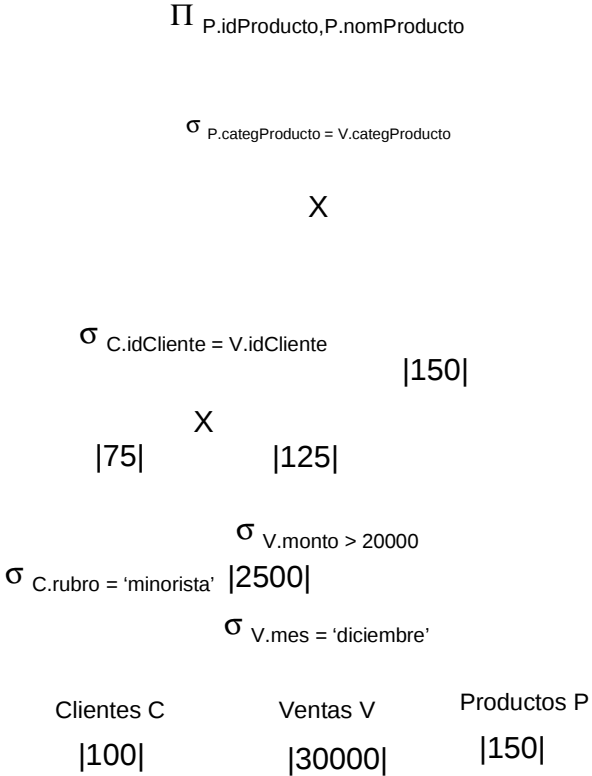 Π P.idProducto,P.nomProducto
σ P.categProducto = V.categProducto
X
σ C.idCliente = V.idCliente
|150|
X
|75| |125|
σ V.monto > 20000
σ C.rubro = ‘minorista’ |2500|
σ V.mes = ‘diciembre’
Clientes C Ventas V Productos P
|100| |30000| |150|